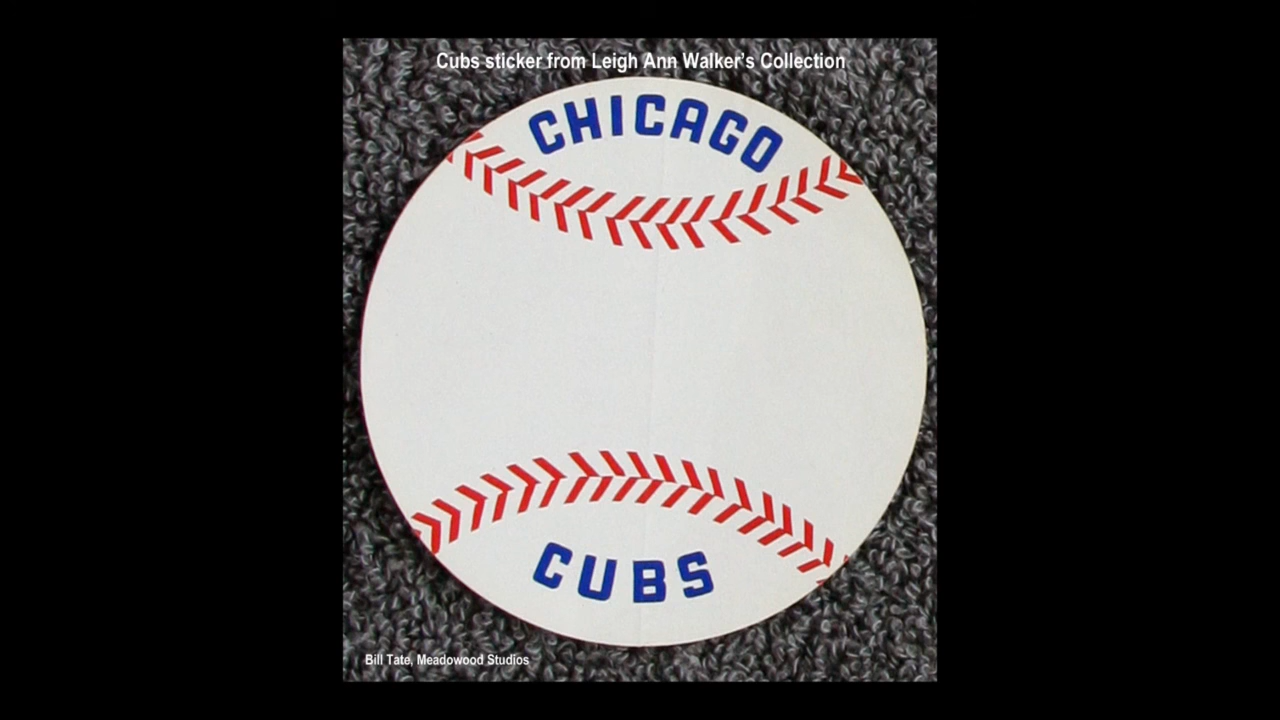 Cubs sticker from Leigh Ann Walker's Collection
CHICAGO
CUBS
Bill Tate, Meadowood Studios